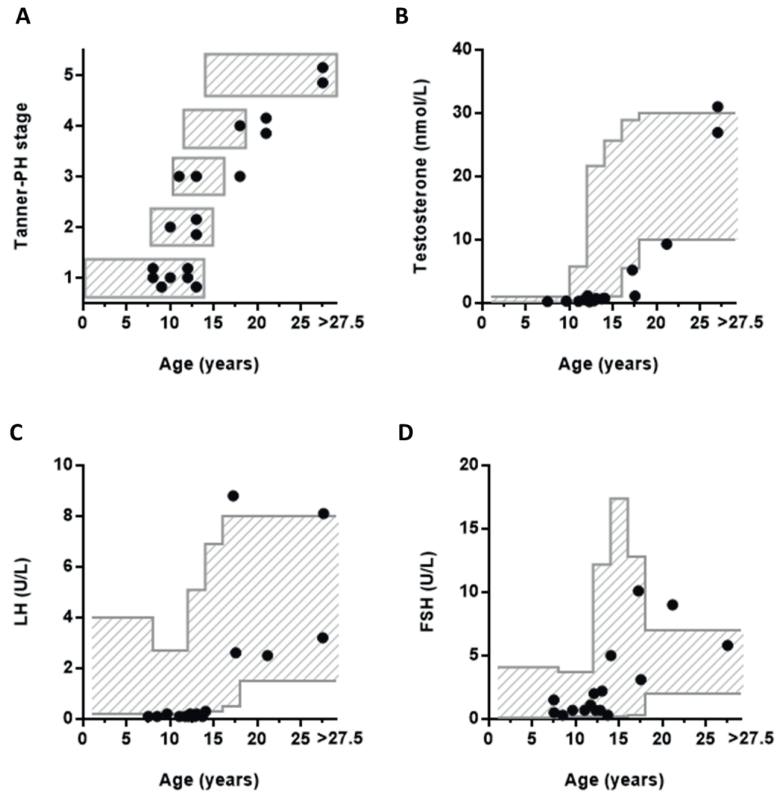 A
Tanner-PH stage
5
4
3
2
1
0 5 10 15 20 25 >27.5
Age (years)
B
Testosterone (nmol/L)
40
30
20
10
0
0 5 10 15 20 25 >27.5
Age (years)
C
LH (U/L)
10
8
6
4
2
0
0 5 10 15 20 25 >27.5
Age (years)
D
FSH (U/L)
20
15
10
5
0
0 5 10 15 20 25 >27.5
Age (years)